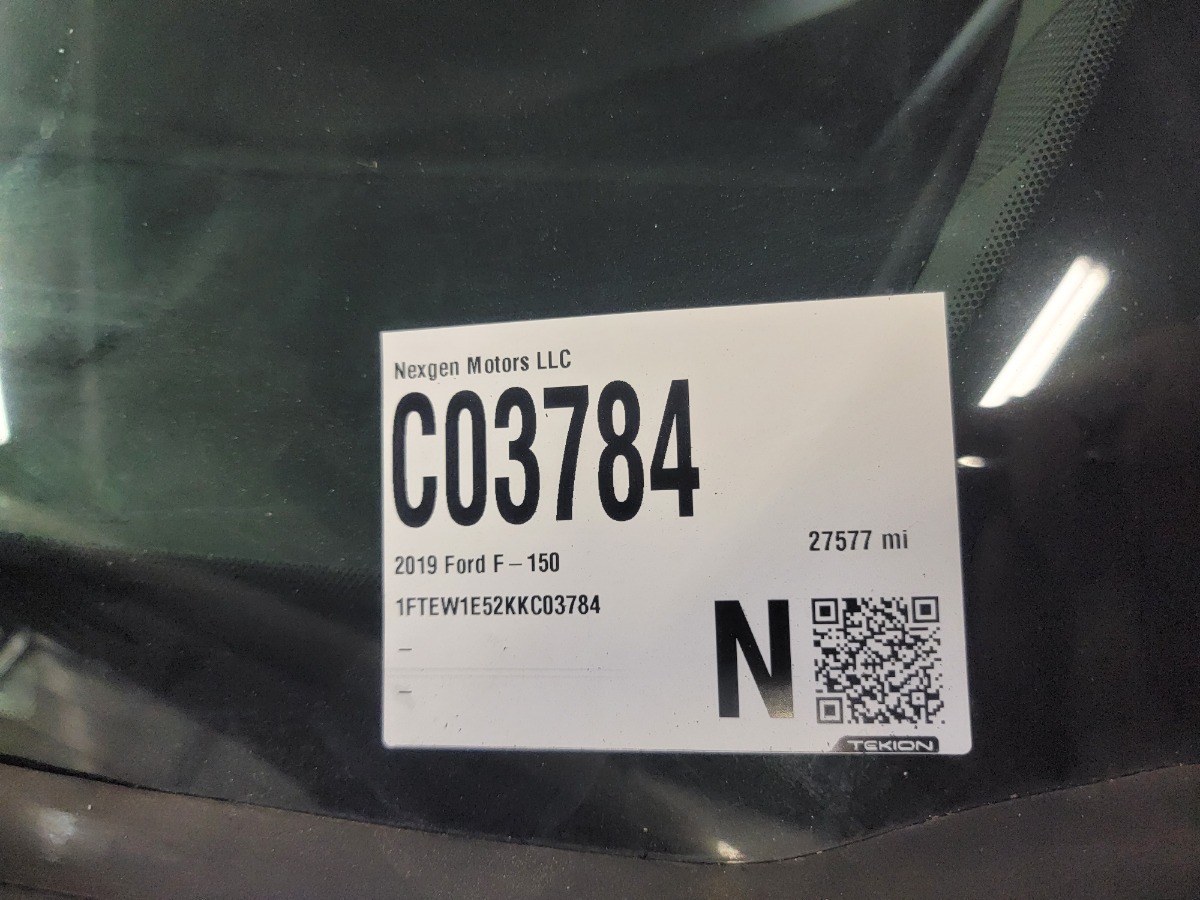 Nexgen Motors LLC
C03784
27577 mi
2019 Ford F-150
1FTEW1E52KKC03784
–
–
N
TEKION